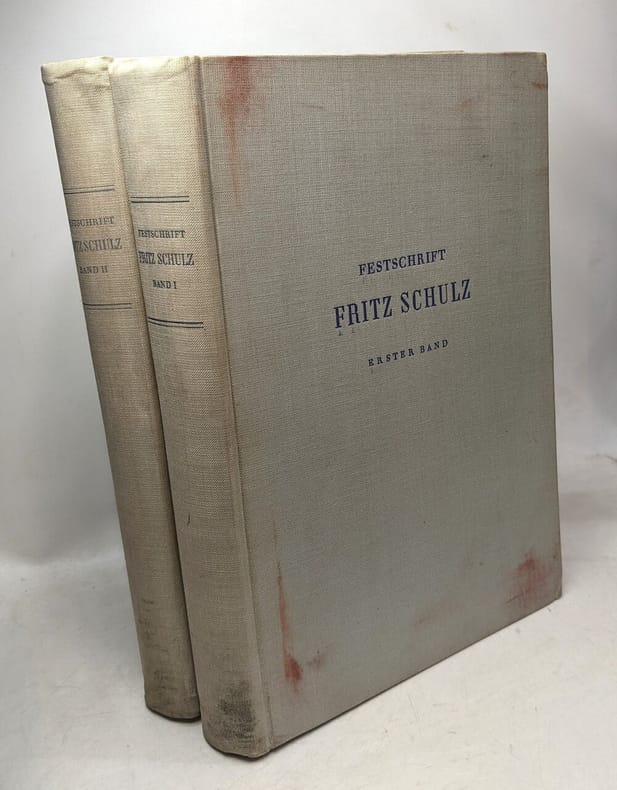 FESTSCHRIFT
FRITZ SCHULZ
BAND II
FESTSCHRIFT
FRITZ SCHULZ
BAND I
FESTSCHRIFT
FRITZ SCHULZ
ERSTER BAND